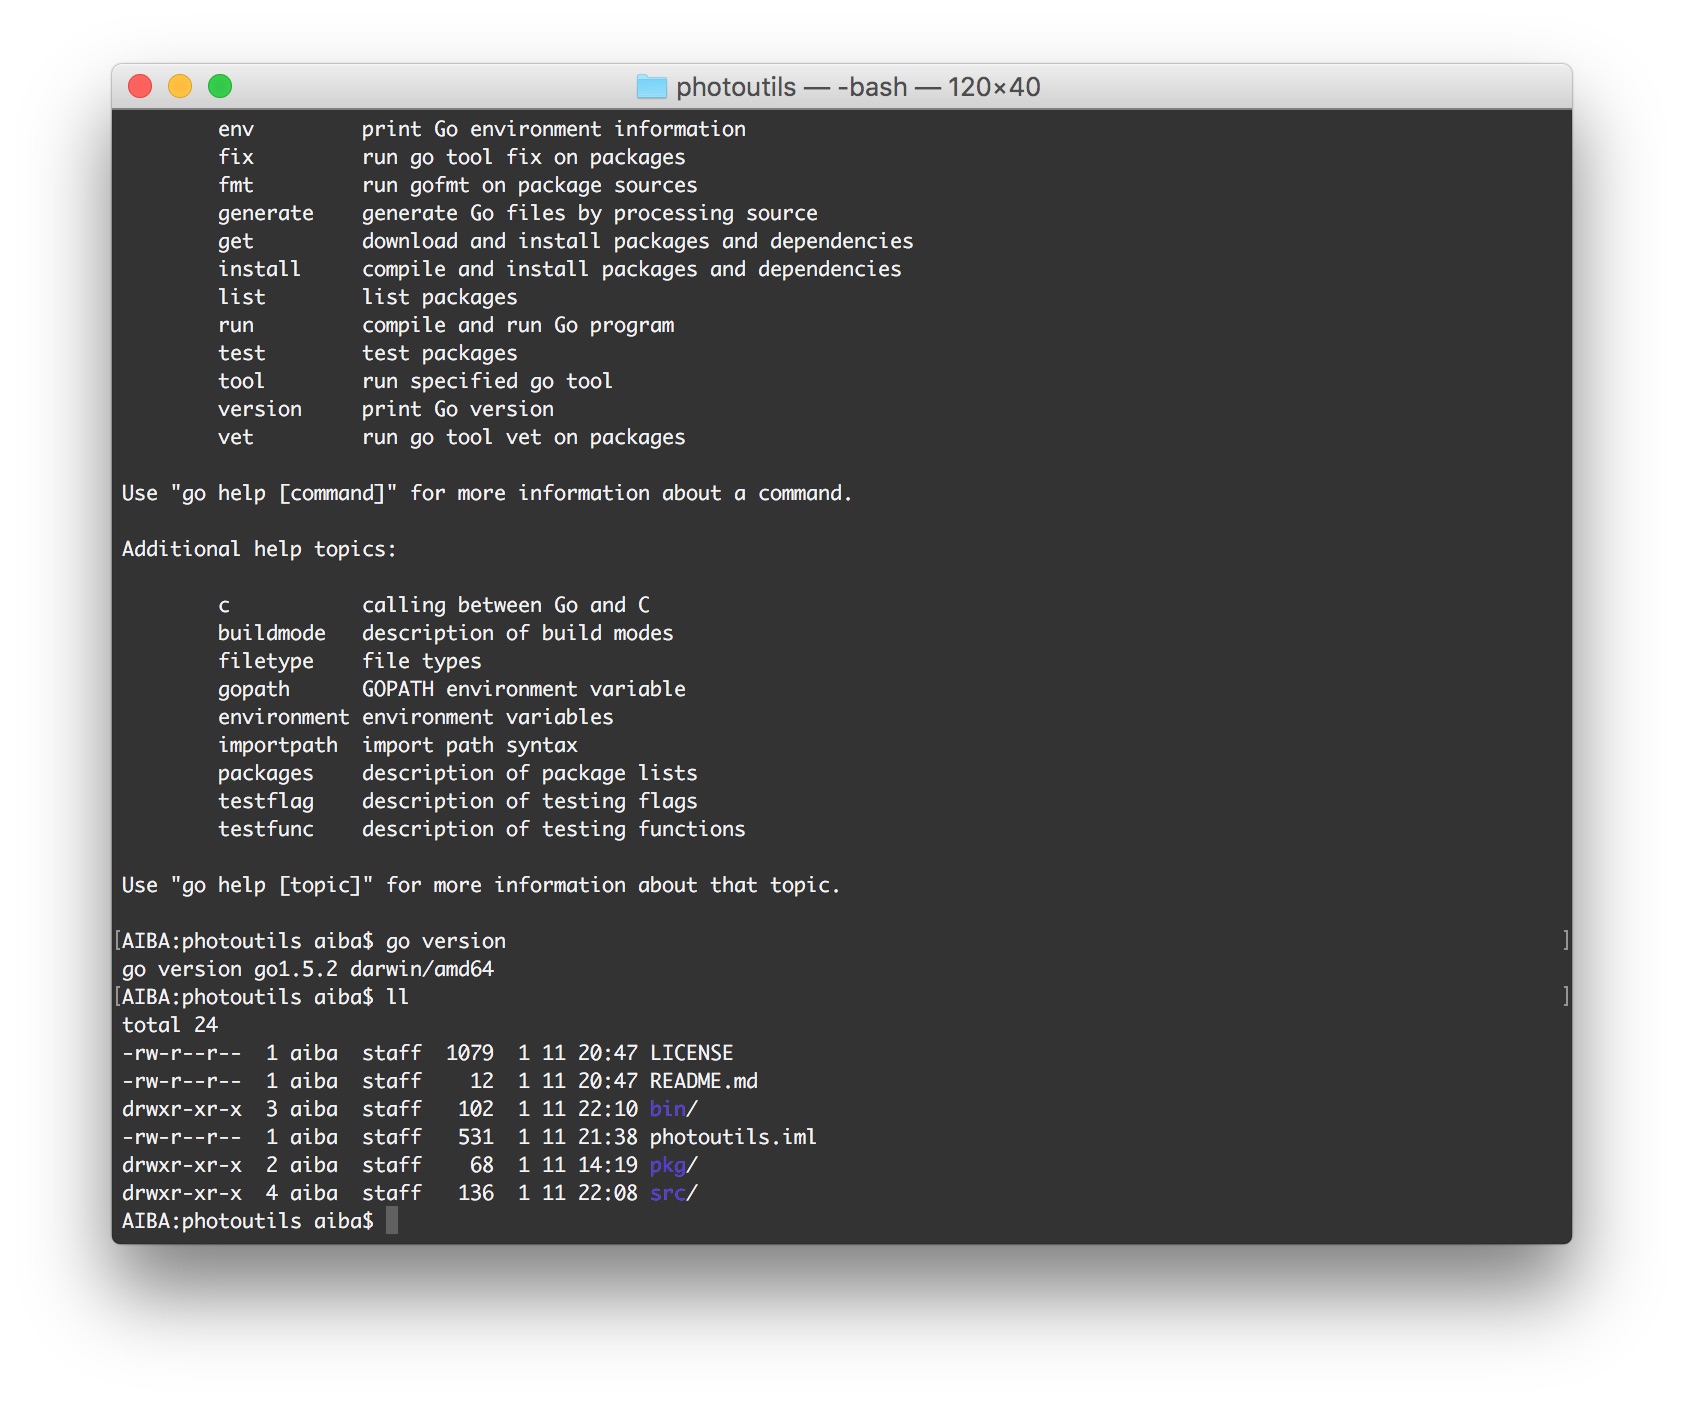 photoutils — -bash — 120×40
env         print Go environment information
fix         run go tool fix on packages
fmt         run gofmt on package sources
generate    generate Go files by processing source
get         download and install packages and dependencies
install     compile and install packages and dependencies
list        list packages
run         compile and run Go program
test        test packages
tool        run specified go tool
version     print Go version
vet         run go tool vet on packages
Use "go help [command]" for more information about a command.
Additional help topics:
c           calling between Go and C
buildmode   description of build modes
filetype    file types
gopath      GOPATH environment variable
environment environment variables
importpath  import path syntax
packages    description of package lists
testflag    description of testing flags
testfunc    description of testing functions
Use "go help [topic]" for more information about that topic.
[AIBA:photoutils aiba$ go version ]
go version go1.5.2 darwin/amd64
[AIBA:photoutils aiba$ ll ]
total 24
-rw-r--r--  1 aiba  staff  1079  1 11 20:47 LICENSE
-rw-r--r--  1 aiba  staff    12  1 11 20:47 README.md
drwxr-xr-x  3 aiba  staff   102  1 11 22:10 bin/
-rw-r--r--  1 aiba  staff   531  1 11 21:38 photoutils.iml
drwxr-xr-x  2 aiba  staff    68  1 11 14:19 pkg/
drwxr-xr-x  4 aiba  staff   136  1 11 22:08 src/
AIBA:photoutils aiba$